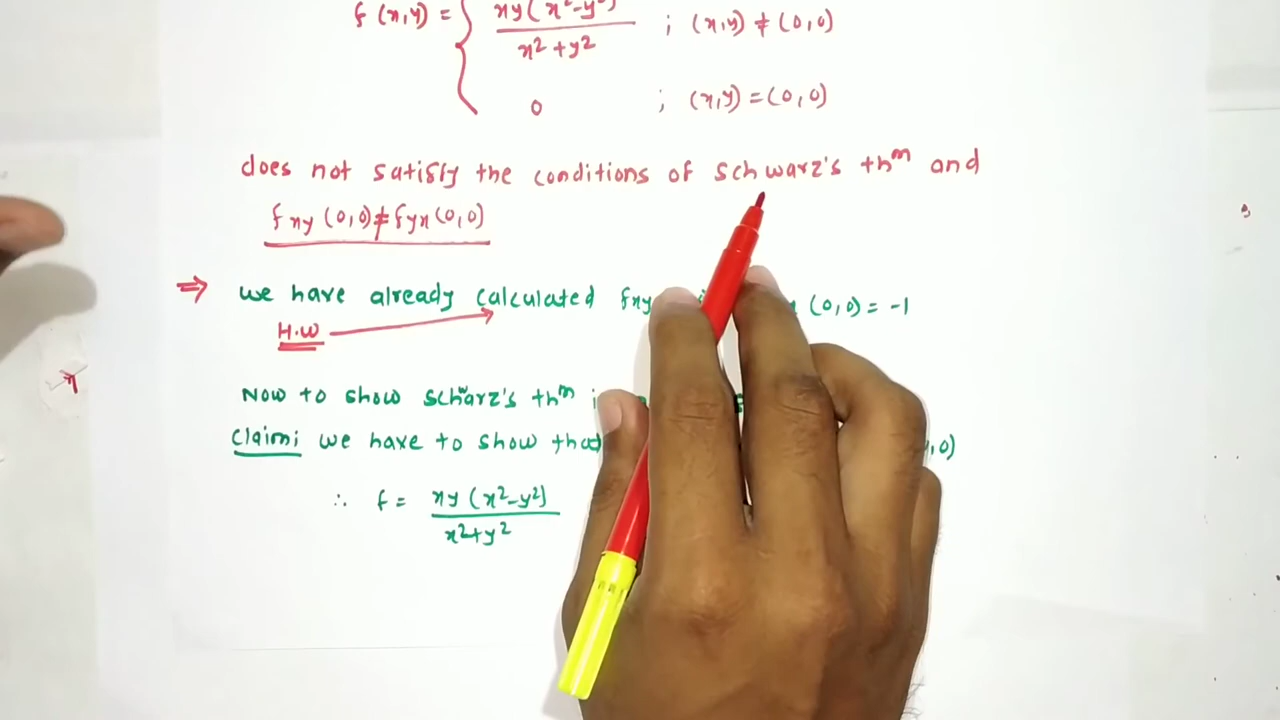 f (x,y) = { xy(x²-y²) / x²+y² ; (x,y) ≠ (0,0)
0 ; (x,y) = (0,0)
does not satisfy the conditions of schwarz's thm and
fxy (0,0) ≠ fyx (0,0)
⇒ we have already calculated fxy (0,0) = -1
H.W
Now to show schwarz's thm
Claim: we have to show that ,0)
∴ f = xy (x²-y²) / x²+y²